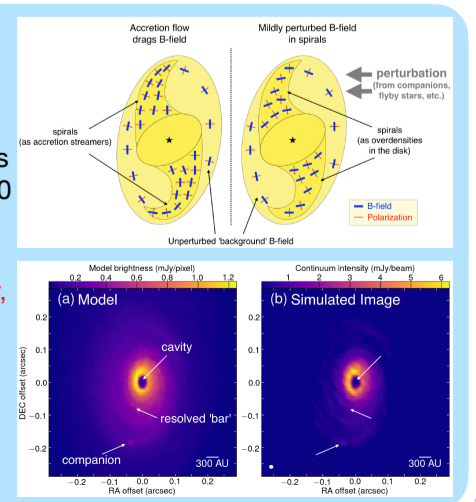 Accretion flow
drags B-field
Mildly perturbed B-field
in spirals
perturbation
(from companions,
flyby stars, etc.)
spirals
(as accretion streamers)
spirals
(as overdensities
in the disk)
B-field
Polarization
Unperturbed 'background' B-field
s
0
,
Model brightness (mJy/pixel)
0.2 0.4 0.6 0.8 1.0 1.2
(a) Model
cavity
resolved 'bar'
companion
300 AU
DEC offset (arcsec)
0.2
0.1
0.0
−0.1
−0.2
−0.2 −0.1 0.0 0.1 0.2
RA offset (arcsec)
Continuum intensity (mJy/beam)
1 2 3 4 5 6
(b) Simulated Image
300 AU
−0.2 −0.1 0.0 0.1 0.2
RA offset (arcsec)